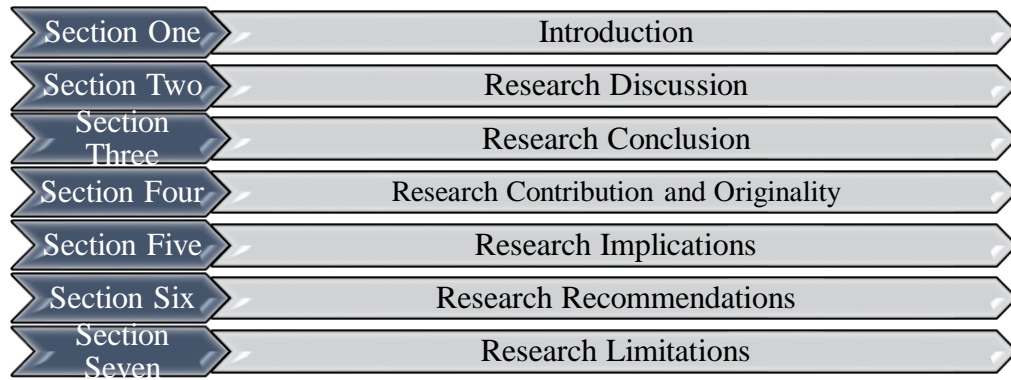 Section One
Introduction
Section Two
Research Discussion
Section
Three
Research Conclusion
Section Four
Research Contribution and Originality
Section Five
Research Implications
Section Six
Research Recommendations
Section
Seven
Research Limitations